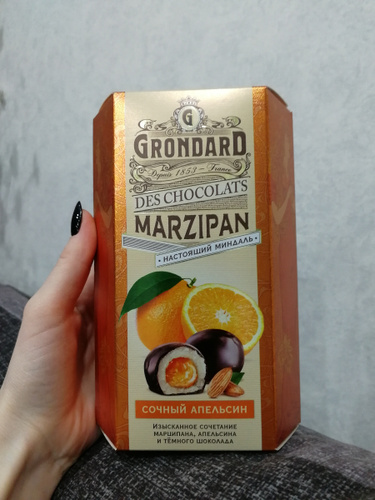 G
GRONDARD
Depuis 1853 — France
DES CHOCOLATS
MARZIPAN
• НАСТОЯЩИЙ МИНДАЛЬ •
СОЧНЫЙ АПЕЛЬСИН
ИЗЫСКАННОЕ СОЧЕТАНИЕ
МАРЦИПАНА, АПЕЛЬСИНА
И ТЁМНОГО ШОКОЛАДА